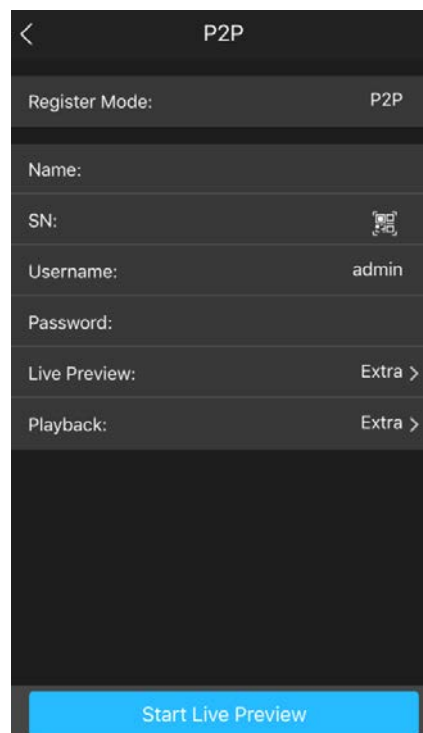 P2P
Register Mode: P2P
Name:
SN:
Username: admin
Password:
Live Preview: Extra >
Playback: Extra >
Start Live Preview